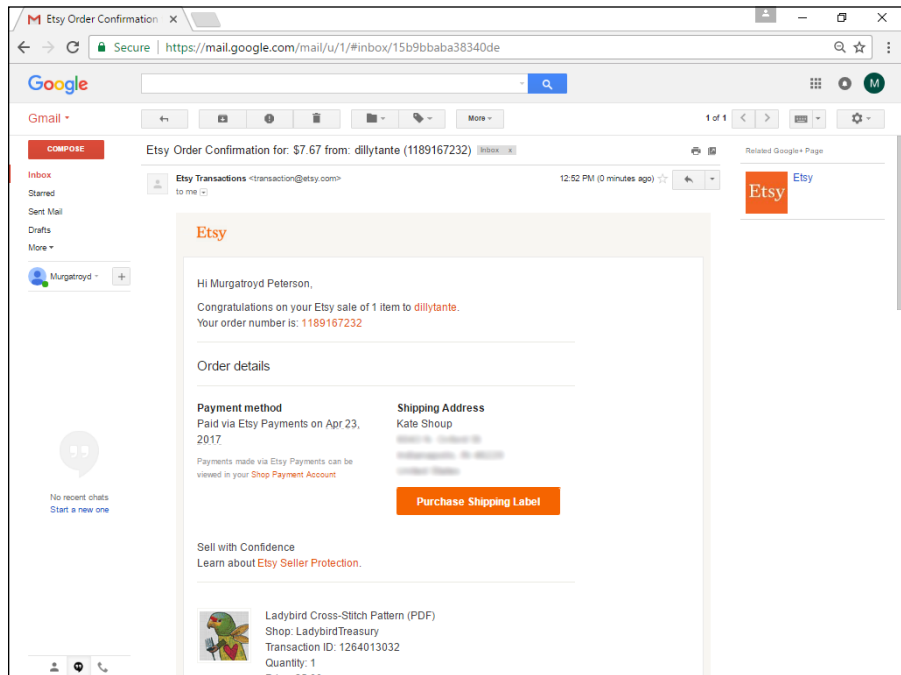 Etsy Order Confirmation
Secure | https://mail.google.com/mail/u/1/#inbox/15b9bbaba38340de
Google
M
Gmail
More
1 of 1
COMPOSE
Etsy Order Confirmation for: $7.67 from: dillytante (1189167232) Inbox x
Related Google+ Page
Inbox
Starred
Sent Mail
Drafts
More
Murgatroyd
Etsy Transactions <transaction@etsy.com>
to me
12:52 PM (0 minutes ago)
Etsy
Etsy
Etsy
Hi Murgatroyd Peterson,
Congratulations on your Etsy sale of 1 item to dillytante.
Your order number is: 1189167232
Order details
Payment method
Paid via Etsy Payments on Apr 23,
2017
Payments made via Etsy Payments can be
viewed in your Shop Payment Account
Shipping Address
Kate Shoup
Purchase Shipping Label
No recent chats
Start a new one
Sell with Confidence
Learn about Etsy Seller Protection.
Ladybird Cross-Stitch Pattern (PDF)
Shop: LadybirdTreasury
Transaction ID: 1264013032
Quantity: 1